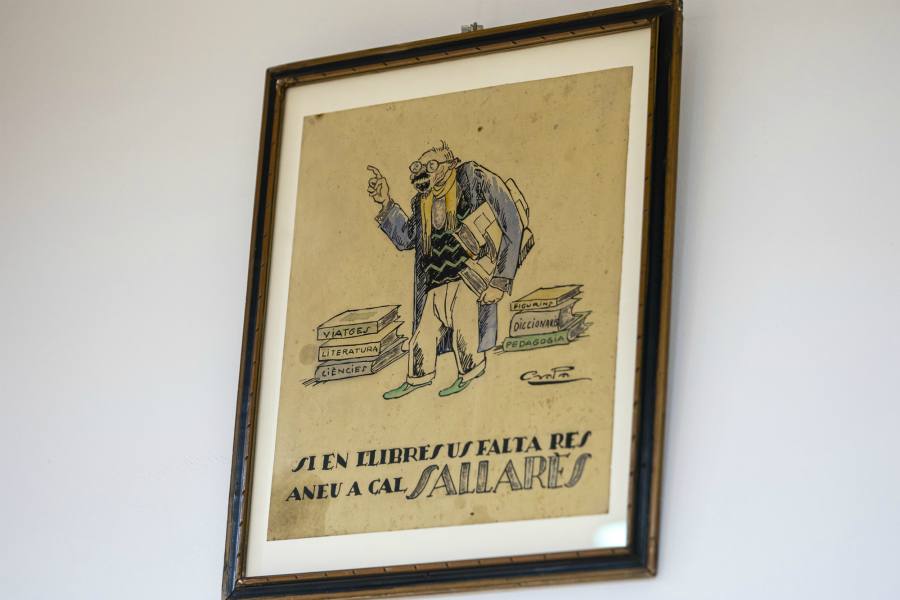 VIATGES
LITERATURA
CIÈNCIES
FIGURINS
DICCIONARIS
PEDAGOGIA
SI EN LLIBRES US FALTA RES
ANEU A CAL SALLARÈS